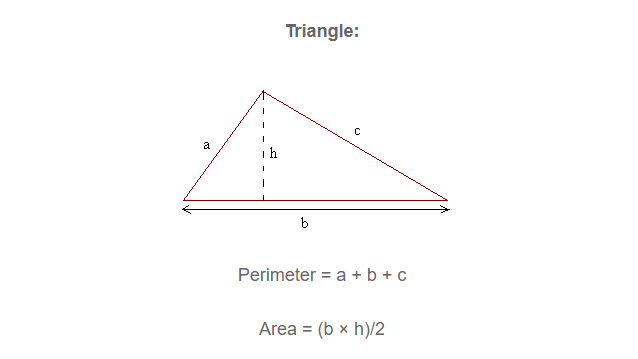 Triangle:
a
c
h
b
Perimeter = a + b + c
Area = (b × h)/2